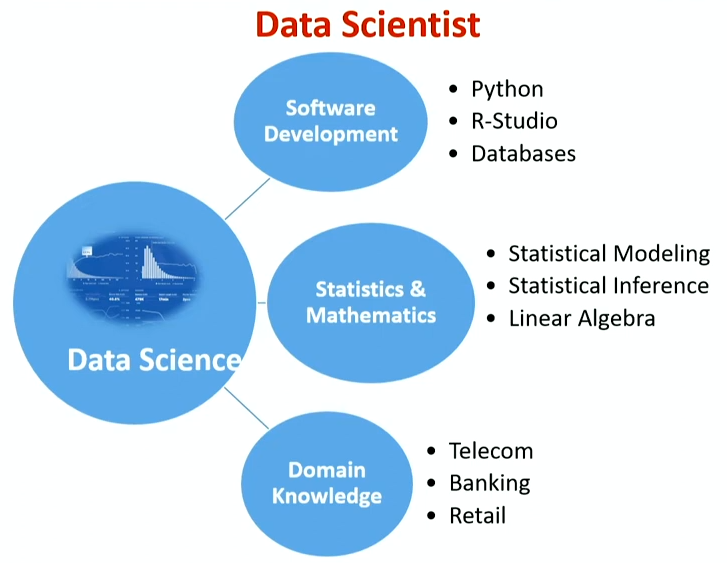 Data Scientist
Software
Development
• Python
• R-Studio
• Databases
Data Science
Statistics &
Mathematics
• Statistical Modeling
• Statistical Inference
• Linear Algebra
Domain
Knowledge
• Telecom
• Banking
• Retail